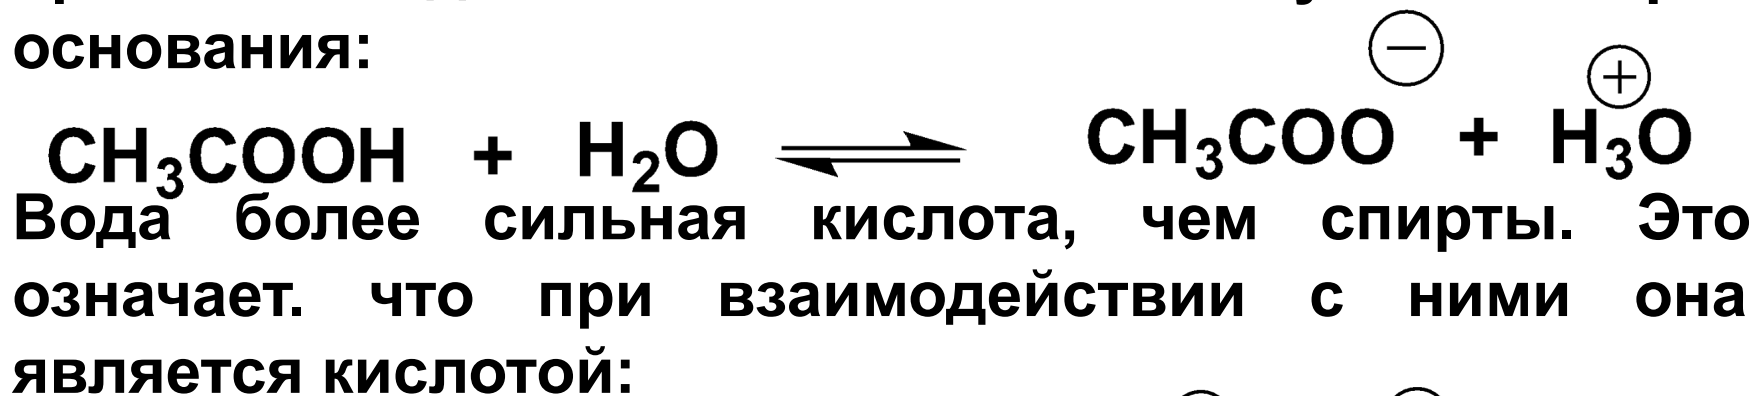 основания:
CH3COOH + H2O ⇌ CH3COO⊖ + H3O⊕
Вода более сильная кислота, чем спирты. Это
означает. что при взаимодействии с ними она
является кислотой: